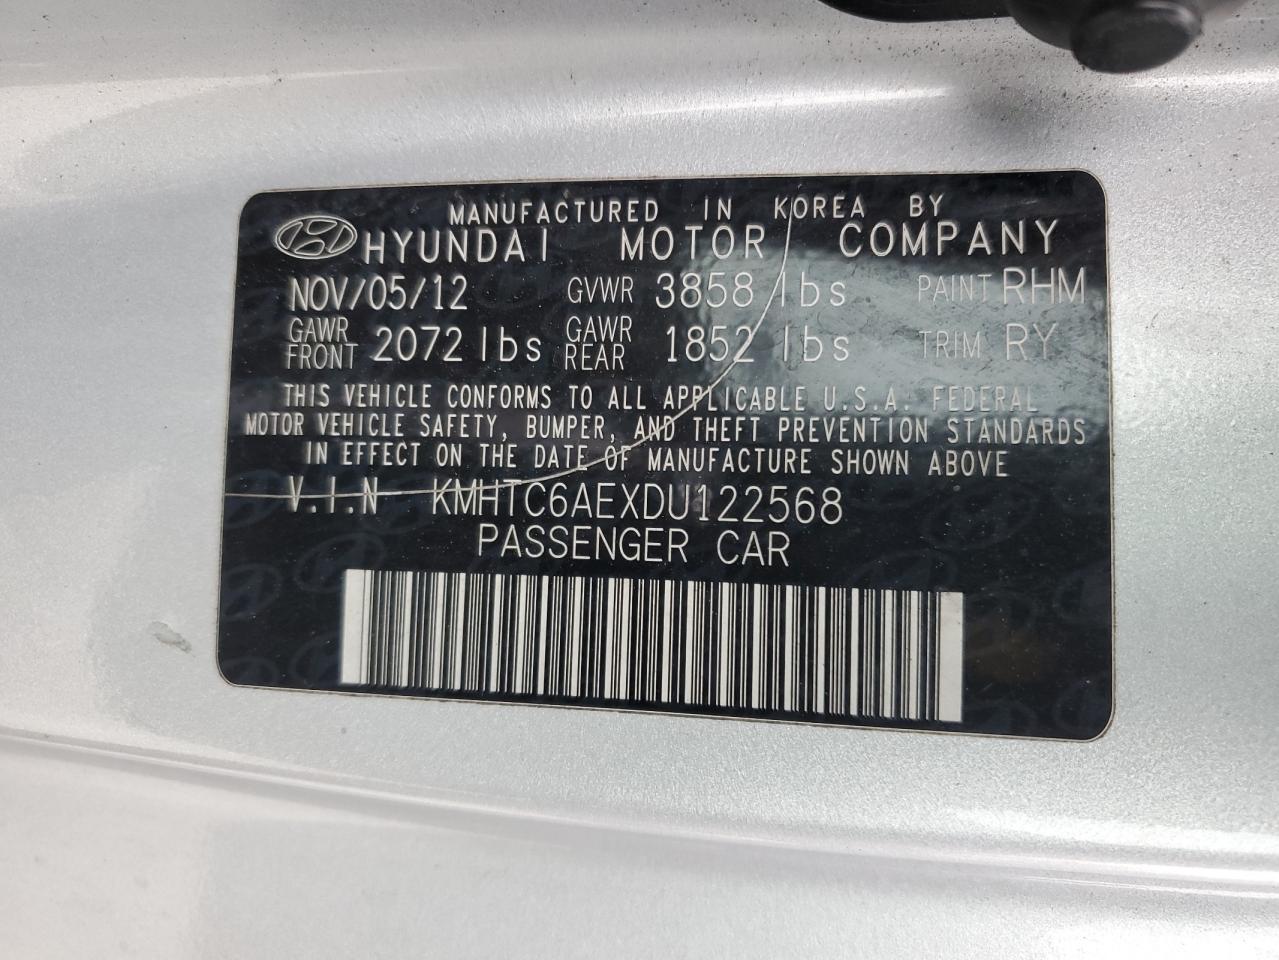 MANUFACTURED IN KOREA BY
HYUNDAI MOTOR COMPANY
NOV/05/12 GVWR 3858 lbs PAINT RHM
GAWR FRONT 2072 lbs GAWR REAR 1852 lbs TRIM RY
THIS VEHICLE CONFORMS TO ALL APPLICABLE U.S.A. FEDERAL
MOTOR VEHICLE SAFETY, BUMPER, AND THEFT PREVENTION STANDARDS
IN EFFECT ON THE DATE OF MANUFACTURE SHOWN ABOVE
V.I.N KMHTC6AEXDU122568
PASSENGER CAR